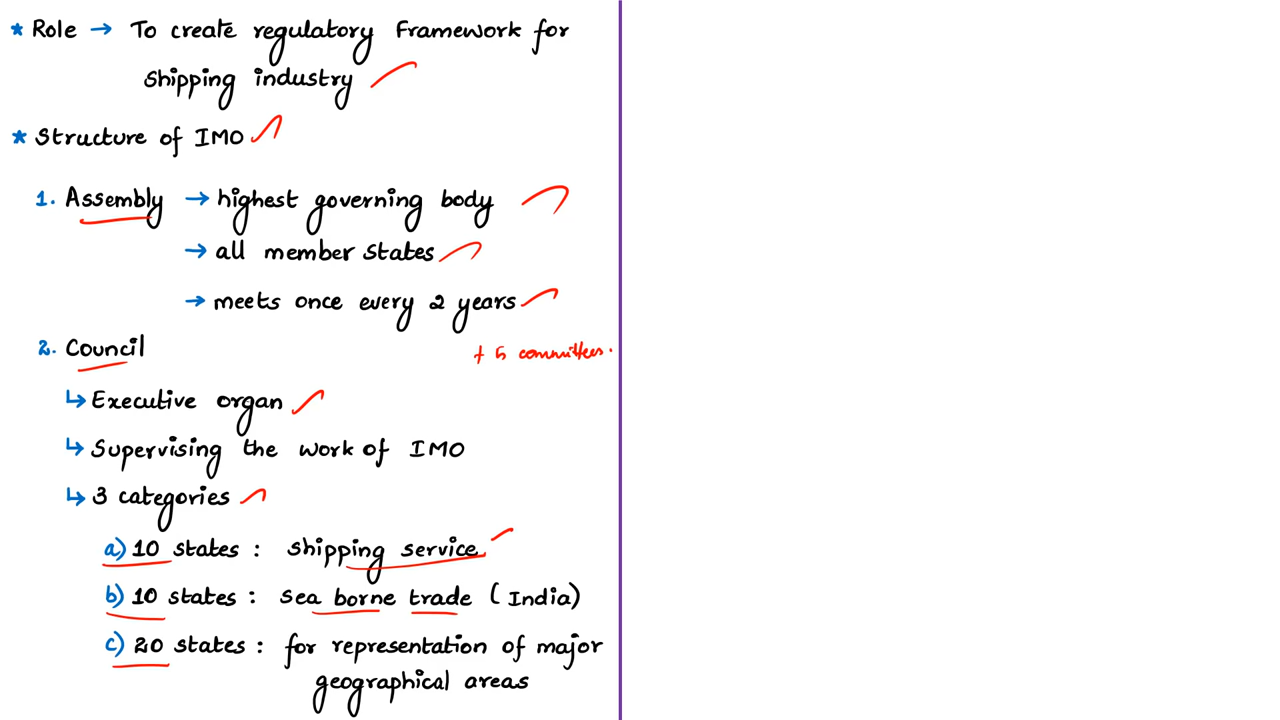 * Role → To create regulatory Framework for
shipping industry
* Structure of IMO
1. Assembly → highest governing body
→ all member states
→ meets once every 2 years
2. Council + 5 committees.
↳ Executive organ
↳ Supervising the work of IMO
↳ 3 categories
a) 10 states : shipping service
b) 10 states : sea borne trade (India)
c) 20 states : for representation of major
geographical areas